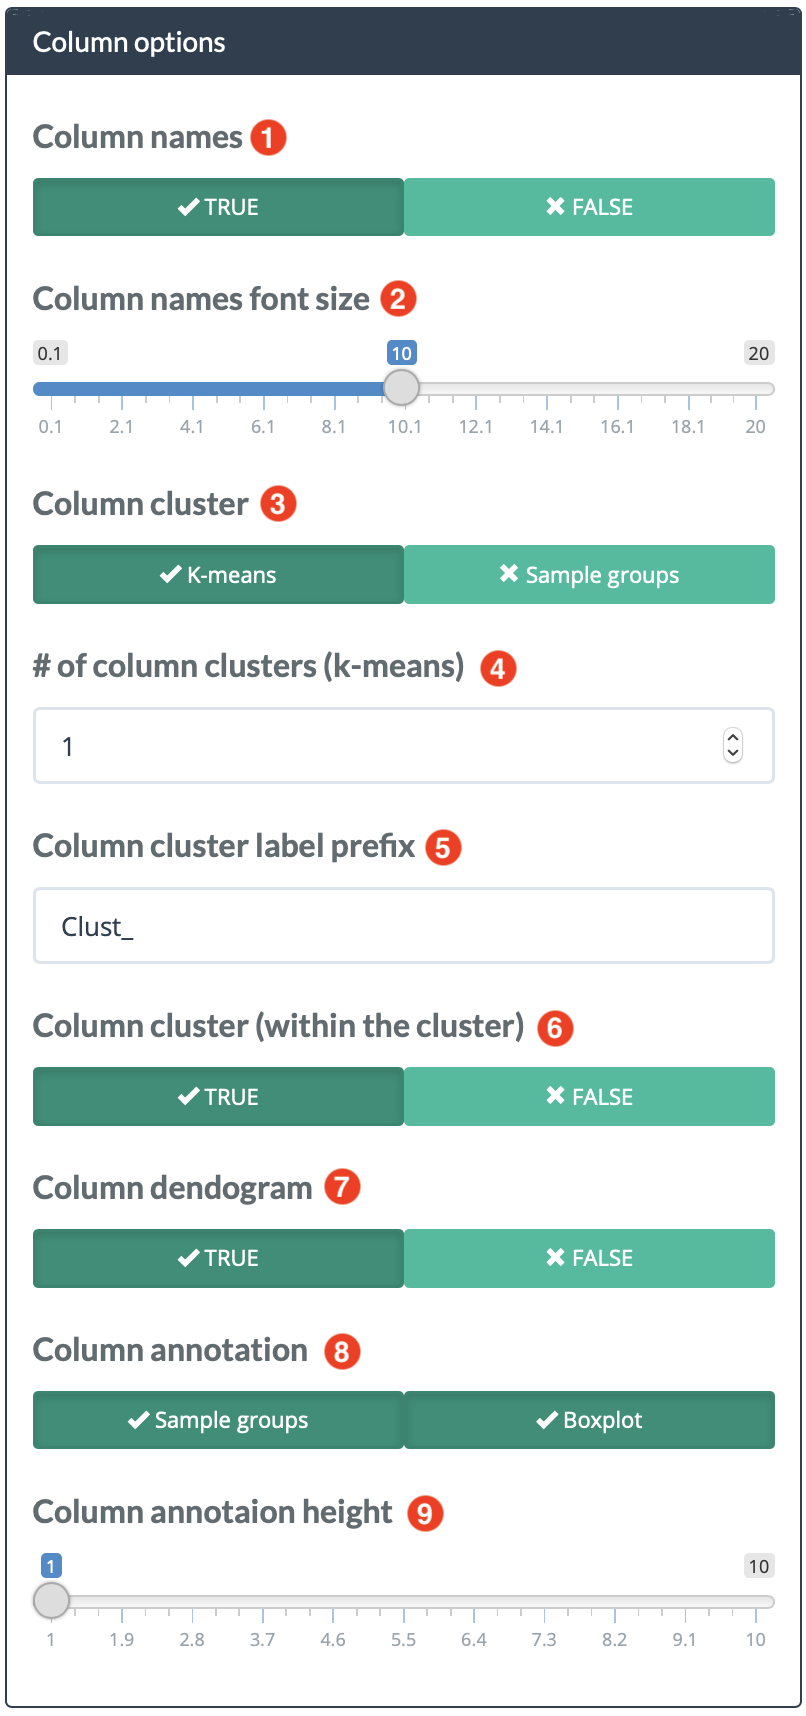 Column options
Column names 1
TRUE FALSE
Column names font size 2
0.1 10 20
0.1 2.1 4.1 6.1 8.1 10.1 12.1 14.1 16.1 18.1 20
Column cluster 3
K-means Sample groups
# of column clusters (k-means) 4
1
Column cluster label prefix 5
Clust_
Column cluster (within the cluster) 6
TRUE FALSE
Column dendogram 7
TRUE FALSE
Column annotation 8
Sample groups Boxplot
Column annotaion height 9
1 10
1 1.9 2.8 3.7 4.6 5.5 6.4 7.3 8.2 9.1 10